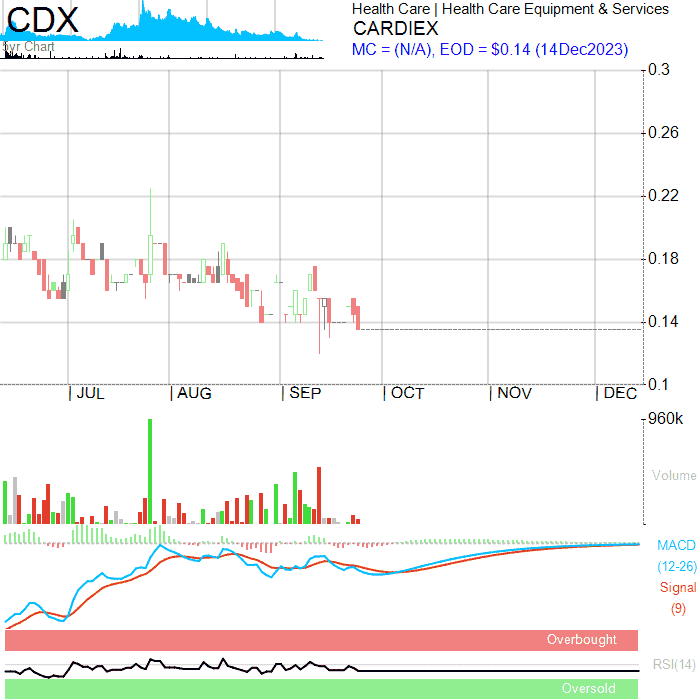 CDX
5yr Chart
Health Care | Health Care Equipment & Services
CARDIEX
MC = (N/A), EOD = $0.14 (14Dec2023)
0.3
0.26
0.22
0.18
0.14
0.1
JUL
AUG
SEP
OCT
NOV
DEC
960k
Volume
MACD
(12-26)
Signal
(9)
Overbought
RSI(14)
Oversold